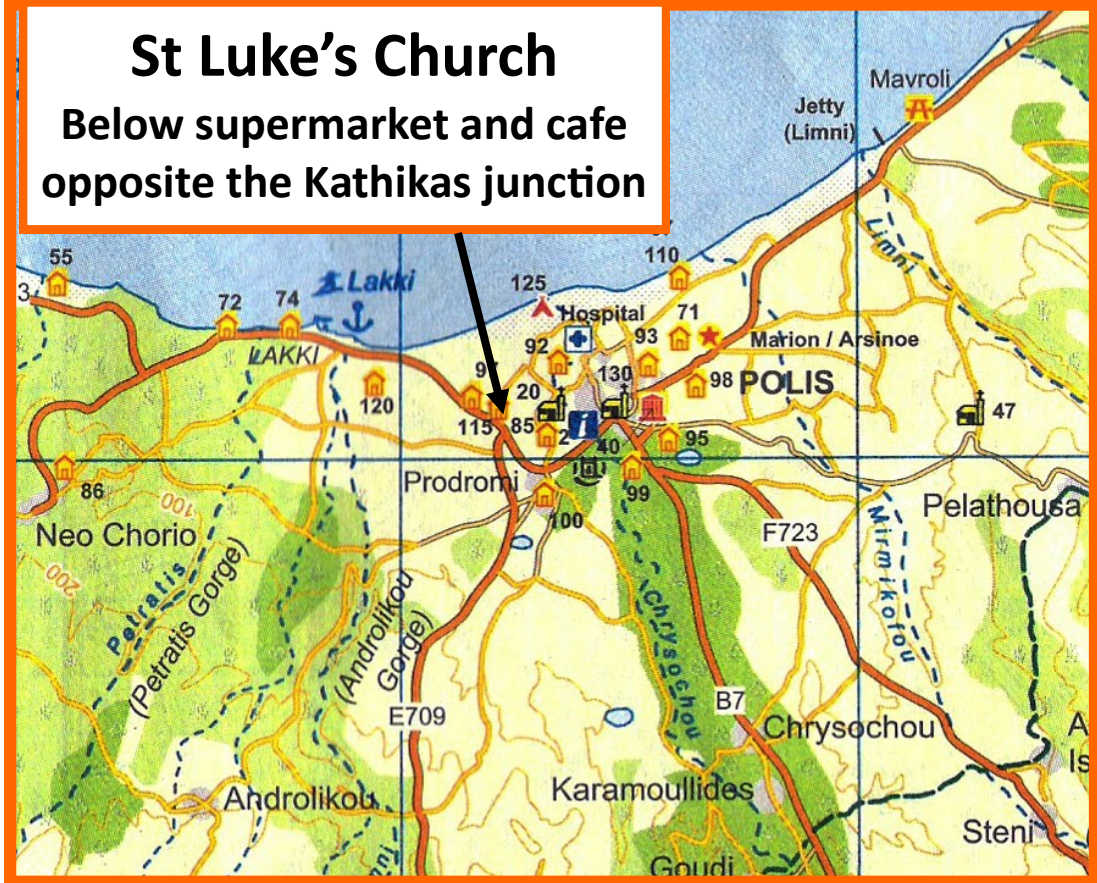 St Luke’s Church
Below supermarket and cafe
opposite the Kathikas junction
Mavroli
Jetty
(Limni)
Limni
110
55
3
72
74
Lakki
125
Hospital
71
93
Marion / Arsinoe
LAKKI
92
130
98
POLIS
120
20
47
115
85
2
40
95
86
Prodromi
99
100
Pelathousa
Neo Chorio
100
F723
200
Petratis
(Petratis Gorge)
(Androlikou
Gorge)
Chrysochou
Mirmikofou
E709
B7
Chrysochou
Androlikou
Karamoullides
Steni
Goudi